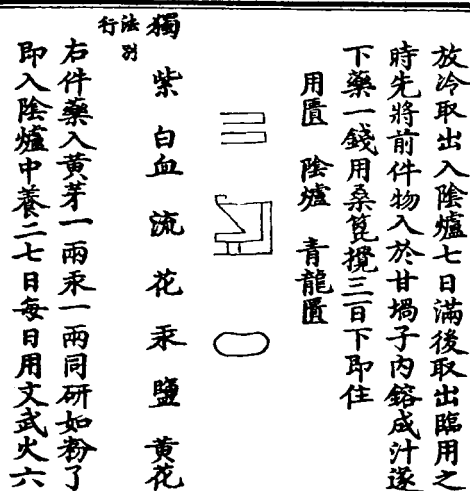 放冷取出入陰爐七日滿後取出臨用之
時先將前件物入於甘堝子內鎔成汁遂
下藥一錢用桑篦攪三百下即住
用匱 陰爐 青龍匱
獨 紫 白血 流 花 汞 鹽 黃花
法別
行
右件藥入黃芽一兩汞一兩同研如粉了
即入陰爐中養二七日每日用文武火六